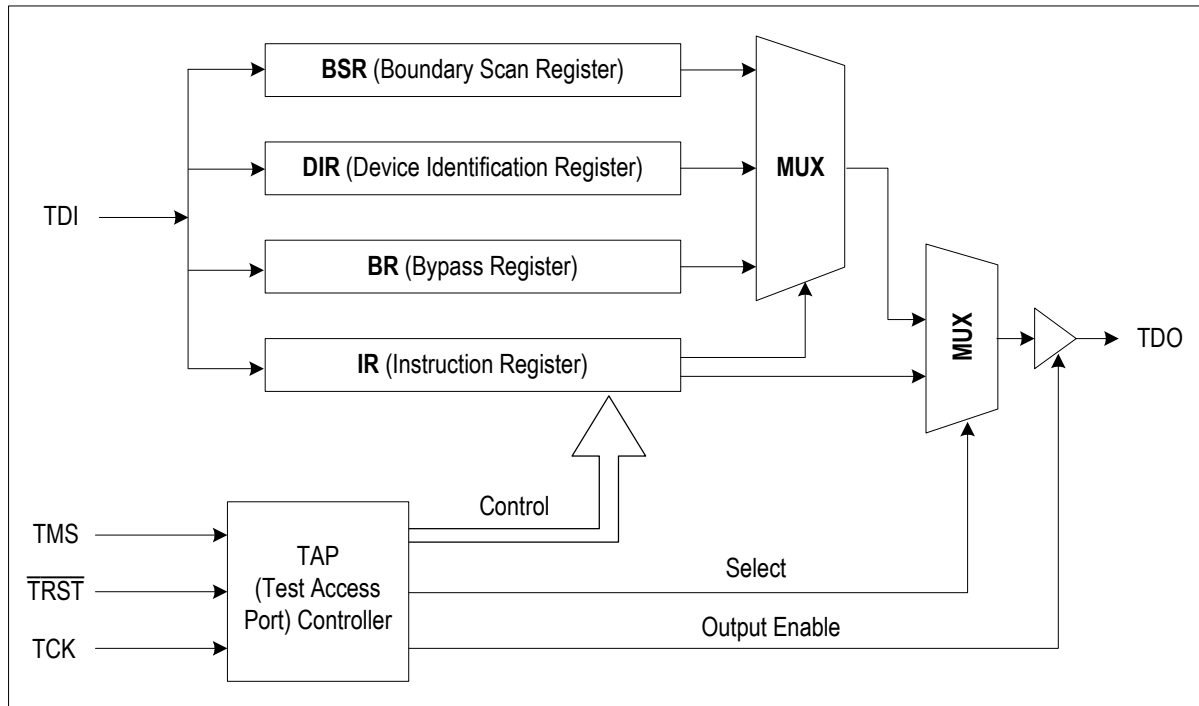 BSR (Boundary Scan Register)
DIR (Device Identification Register)
MUX
TDI
BR (Bypass Register)
MUX
TDO
IR (Instruction Register)
Control
TMS
TAP
(Test Access
Port) Controller
T̅R̅S̅T̅
Select
TCK
Output Enable